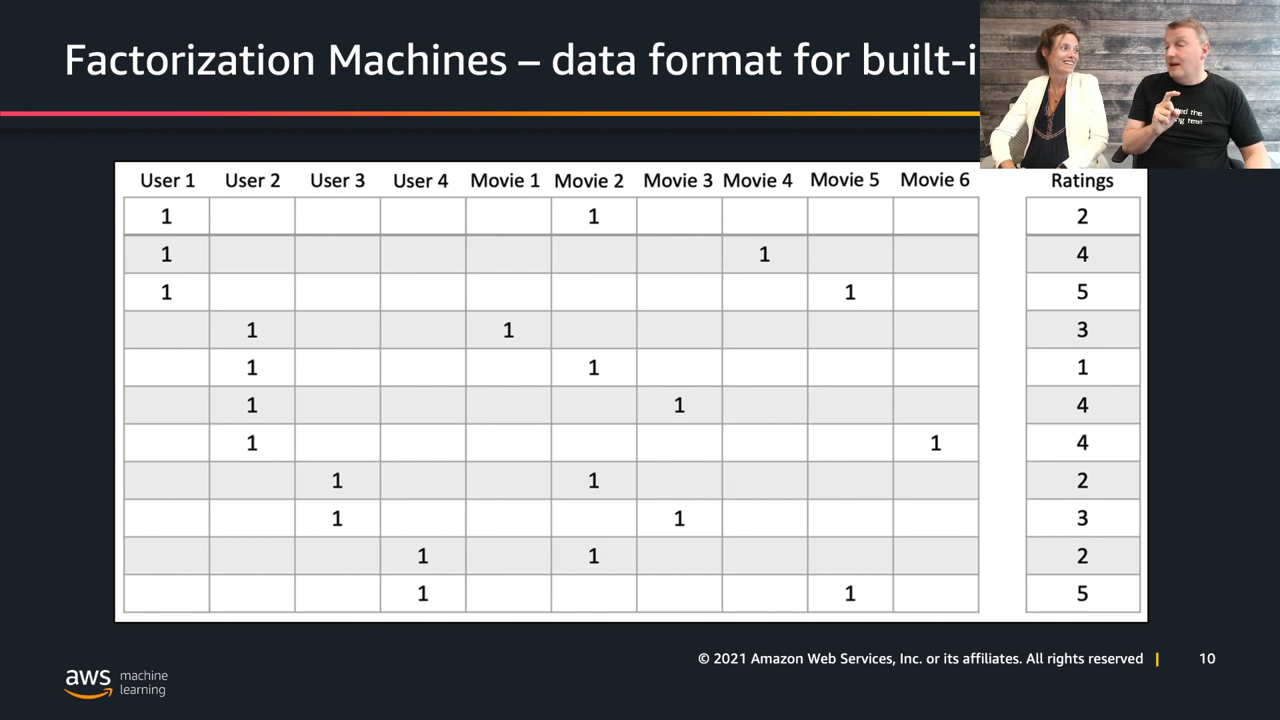 Factorization Machines – data format for built-i
User 1 User 2 User 3 User 4 Movie 1 Movie 2 Movie 3 Movie 4 Movie 5 Movie 6 Ratings
1 1 2
1 1 4
1 1 5
1 1 3
1 1 1
1 1 4
1 1 4
1 1 2
1 1 3
1 1 2
1 1 5
© 2021 Amazon Web Services, Inc. or its affiliates. All rights reserved | 10
aws machine
learning